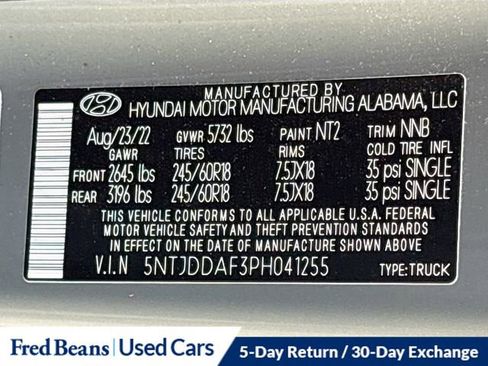 MANUFACTURED BY
HYUNDAI MOTOR MANUFACTURING ALABAMA, LLC
Aug/23/22 GVWR 5732 lbs PAINT NT2 TRIM NNB
GAWR TIRES RIMS COLD TIRE INFL
FRONT 2645 lbs 245/60R18 7.5JX18 35 psi SINGLE
REAR 3196 lbs 245/60R18 7.5JX18 35 psi SINGLE
THIS VEHICLE CONFORMS TO ALL APPLICABLE U.S.A. FEDERAL
MOTOR VEHICLE SAFETY AND THEFT PREVENTION STANDARDS
IN EFFECT ON THE DATE OF MANUFACTURE SHOWN ABOVE.
V.I.N 5NTJDDAF3PH041255 TYPE:TRUCK
Fred Beans | Used Cars 5-Day Return / 30-Day Exchange